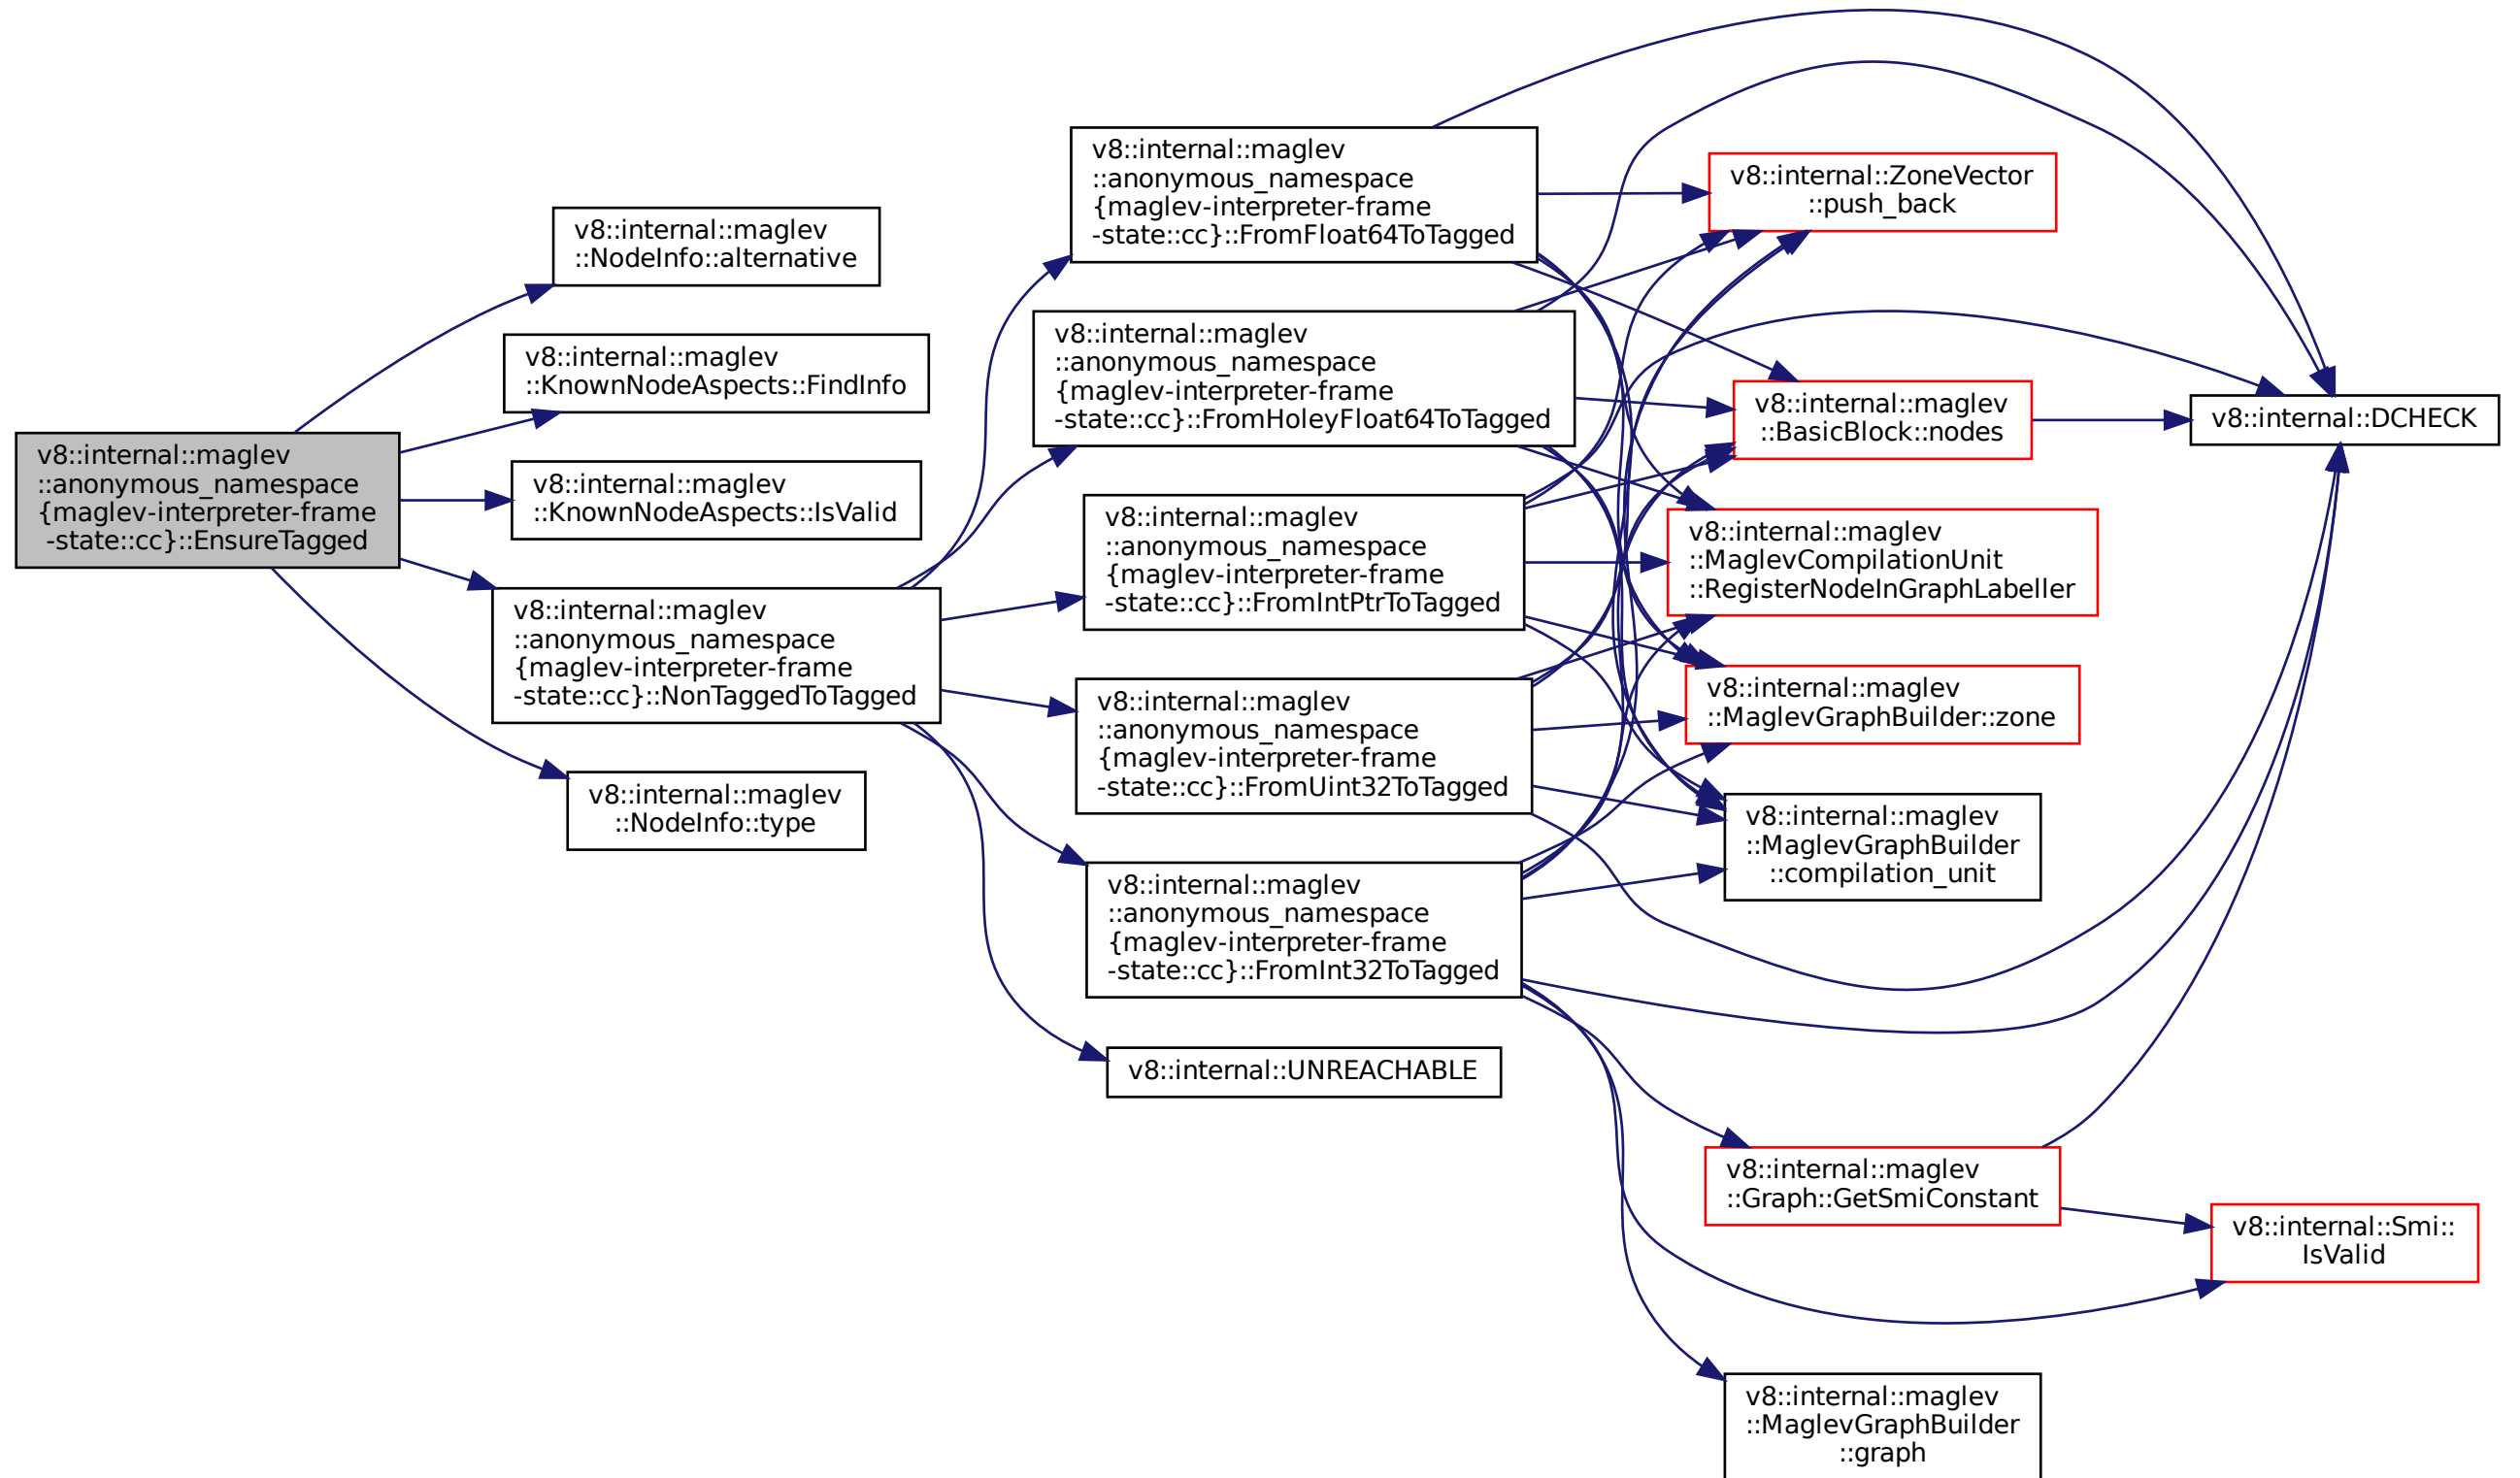 v8::internal::maglev
::anonymous_namespace
{maglev-interpreter-frame
-state::cc}::EnsureTagged
v8::internal::maglev
::NodeInfo::alternative
v8::internal::maglev
::KnownNodeAspects::FindInfo
v8::internal::maglev
::KnownNodeAspects::IsValid
v8::internal::maglev
::anonymous_namespace
{maglev-interpreter-frame
-state::cc}::NonTaggedToTagged
v8::internal::maglev
::NodeInfo::type
v8::internal::maglev
::anonymous_namespace
{maglev-interpreter-frame
-state::cc}::FromFloat64ToTagged
v8::internal::maglev
::anonymous_namespace
{maglev-interpreter-frame
-state::cc}::FromHoleyFloat64ToTagged
v8::internal::maglev
::anonymous_namespace
{maglev-interpreter-frame
-state::cc}::FromIntPtrToTagged
v8::internal::maglev
::anonymous_namespace
{maglev-interpreter-frame
-state::cc}::FromUint32ToTagged
v8::internal::maglev
::anonymous_namespace
{maglev-interpreter-frame
-state::cc}::FromInt32ToTagged
v8::internal::UNREACHABLE
v8::internal::ZoneVector
::push_back
v8::internal::maglev
::BasicBlock::nodes
v8::internal::maglev
::MaglevCompilationUnit
::RegisterNodeInGraphLabeller
v8::internal::maglev
::MaglevGraphBuilder::zone
v8::internal::maglev
::MaglevGraphBuilder
::compilation_unit
v8::internal::maglev
::Graph::GetSmiConstant
v8::internal::maglev
::MaglevGraphBuilder
::graph
v8::internal::DCHECK
v8::internal::Smi::
IsValid